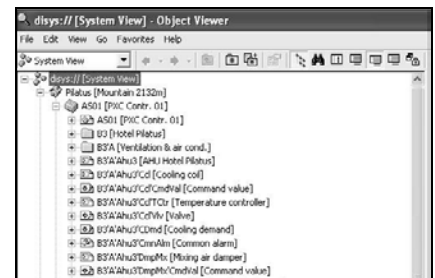 disys:// [System View] - Object Viewer
File Edit View Go Favorites Help
System View
disys://[System View]
Pilatus [Mountain 2132m]
AS01 [PXC Contr. 01]
AS01 [PXC Contr. 01]
B3 [Hotel Pilatus]
B3'A [Ventilation & air cond.]
B3'A'Ahu3 [AHU Hotel Pilatus]
B3'A'Ahu3'Cd [Cooling coil]
B3'A'Ahu3'Cd'CmdVal [Command value]
B3'A'Ahu3'Cd'TCtr [Temperature controller]
B3'A'Ahu3'Cd'Vlv [Valve]
B3'A'Ahu3'CDmd [Cooling demand]
B3'A'Ahu3'CmnAlm [Common alarm]
B3'A'Ahu3'DmpMx [Mixing air damper]
B3'A'Ahu3'DmpMx'CmdVal [Command value]